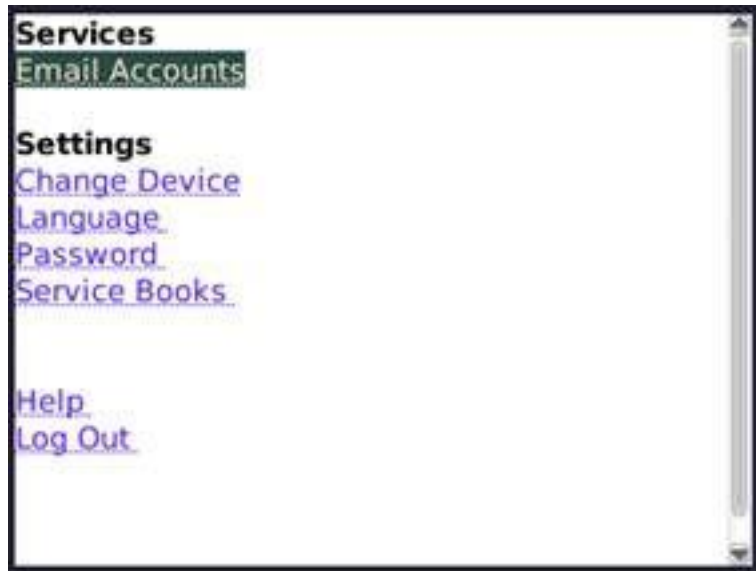 Services
Email Accounts
Settings
Change Device
Language
Password
Service Books
Help
Log Out